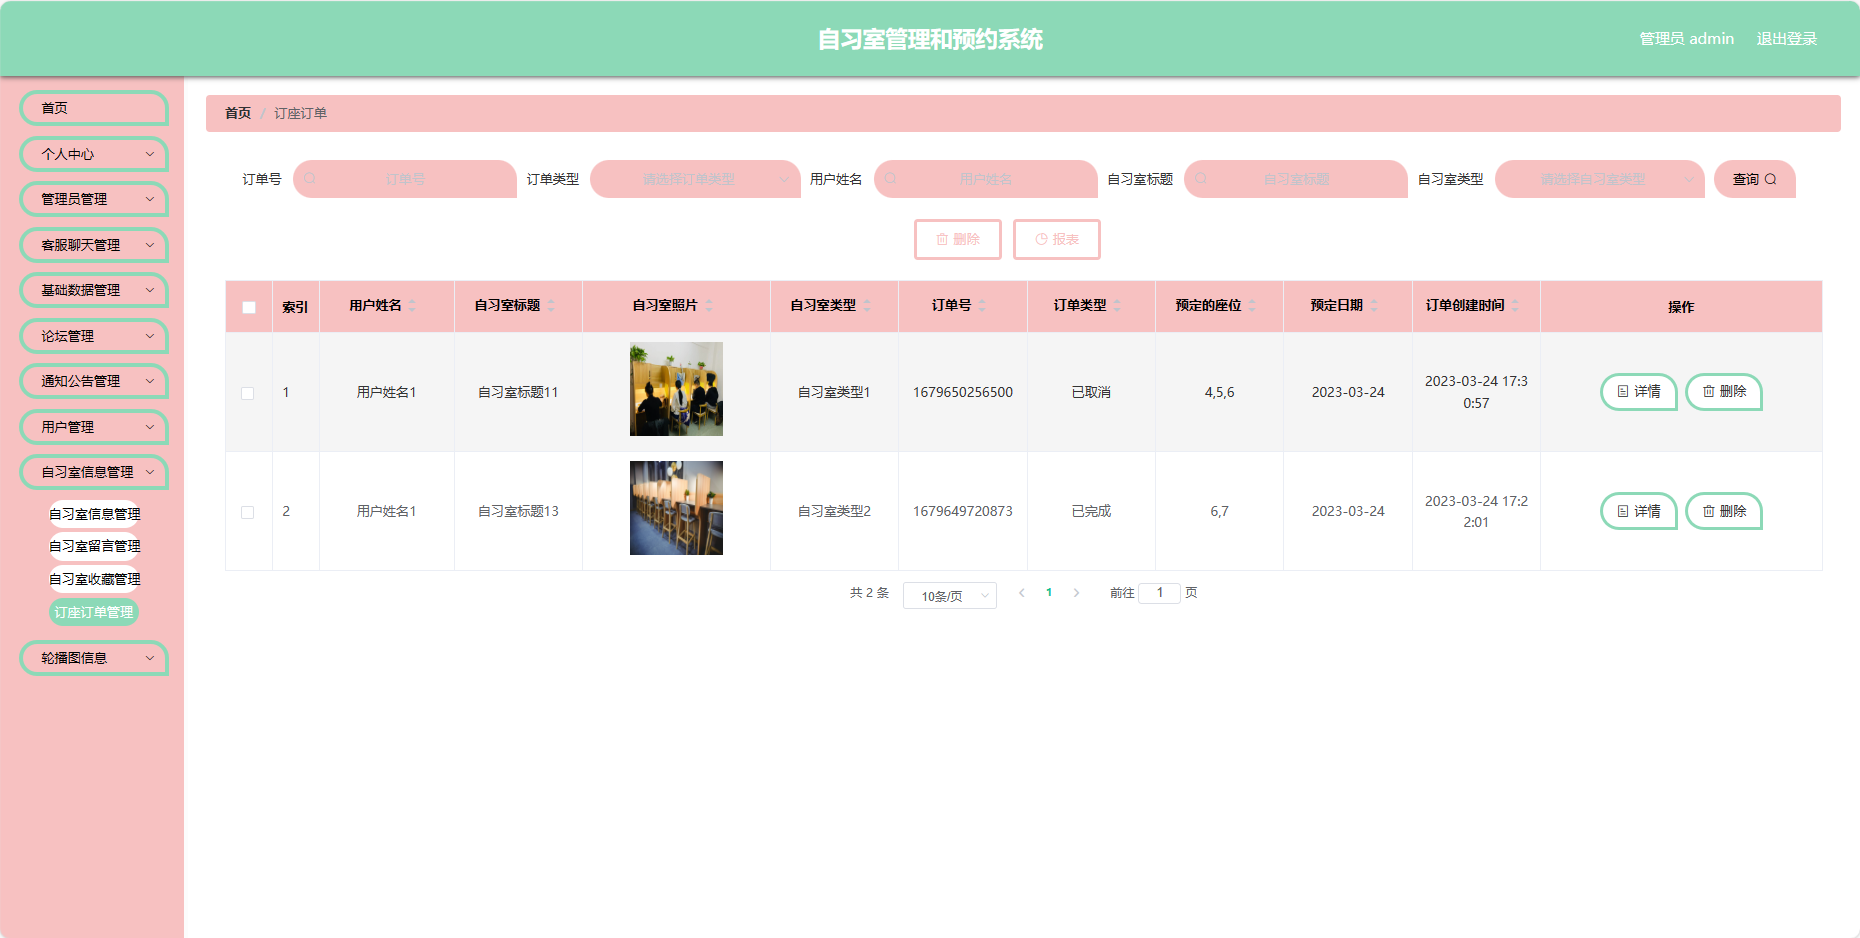 自习室管理和预约系统
管理员 admin 退出登录
首页
个人中心
管理员管理
客服聊天管理
基础数据管理
论坛管理
通知公告管理
用户管理
自习室信息管理
自习室信息管理
自习室留言管理
自习室收藏管理
订座订单管理
轮播图信息
首页 / 订座订单
订单号 订单号 订单类型 请选择订单类型 用户姓名 用户姓名 自习室标题 自习室标题 自习室类型 请选择自习室类型 查询
删除 报表
索引 用户姓名 自习室标题 自习室照片 自习室类型 订单号 订单类型 预定的座位 预定日期 订单创建时间 操作
1 用户姓名1 自习室标题11 自习室类型1 1679650256500 已取消 4,5,6 2023-03-24 2023-03-24 17:3
0:57
详情 删除
2 用户姓名1 自习室标题13 自习室类型2 1679649720873 已完成 6,7 2023-03-24 2023-03-24 17:2
2:01
详情 删除
共 2 条 10条/页 1 前往 1 页